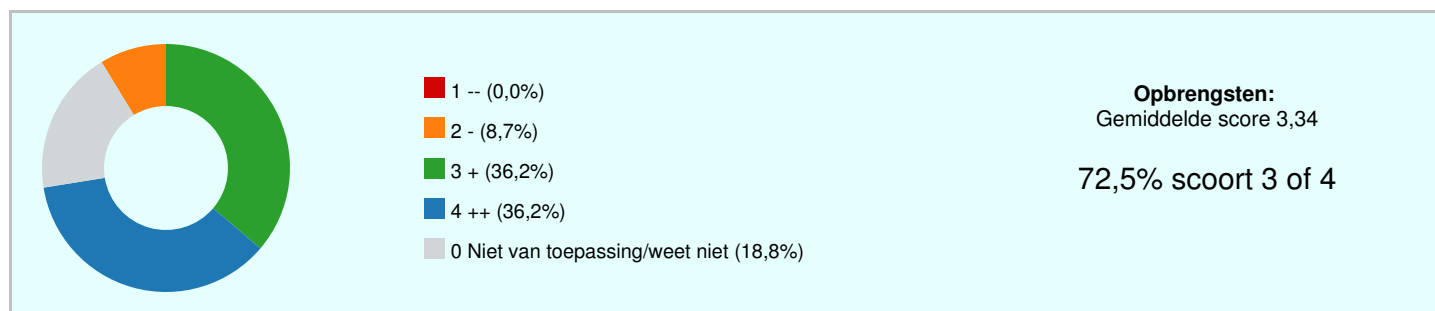 1 -- (0,0%)
2 - (8,7%)
3 + (36,2%)
4 ++ (36,2%)
0 Niet van toepassing/weet niet (18,8%)
Opbrengsten:
Gemiddelde score 3,34
72,5% scoort 3 of 4